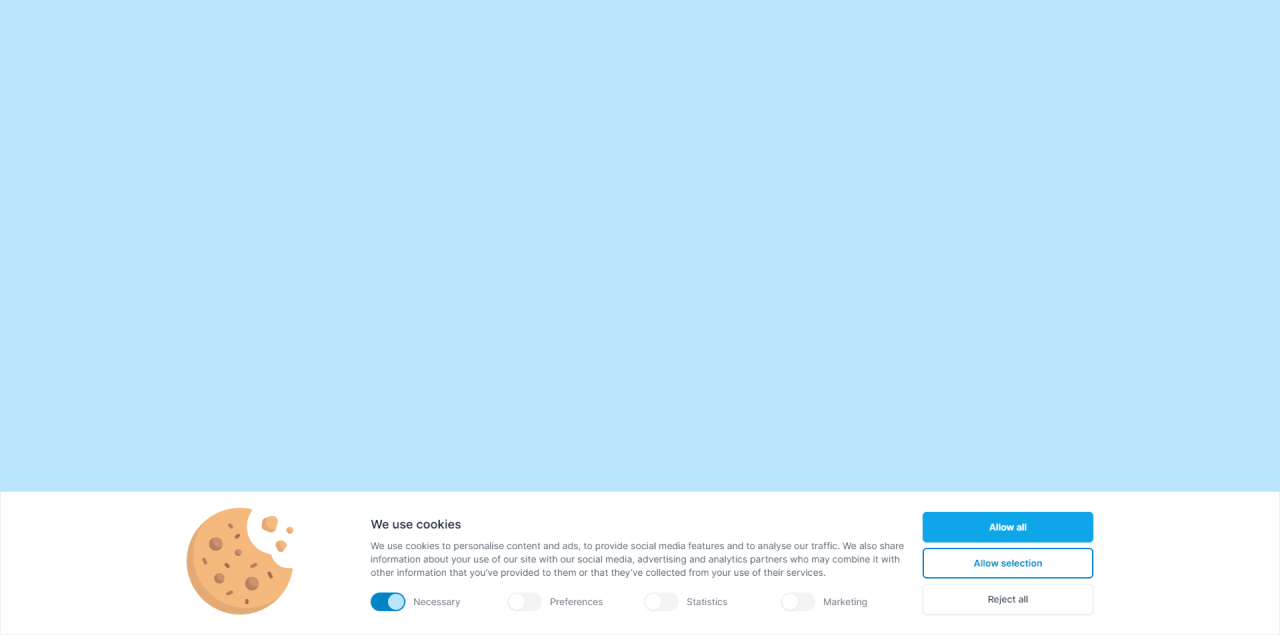 We use cookies
We use cookies to personalise content and ads, to provide social media features and to analyse our traffic. We also share
information about your use of our site with our social media, advertising and analytics partners who may combine it with
other information that you've provided to them or that they've collected from your use of their services.
Necessary
Preferences
Statistics
Marketing
Allow all
Allow selection
Reject all